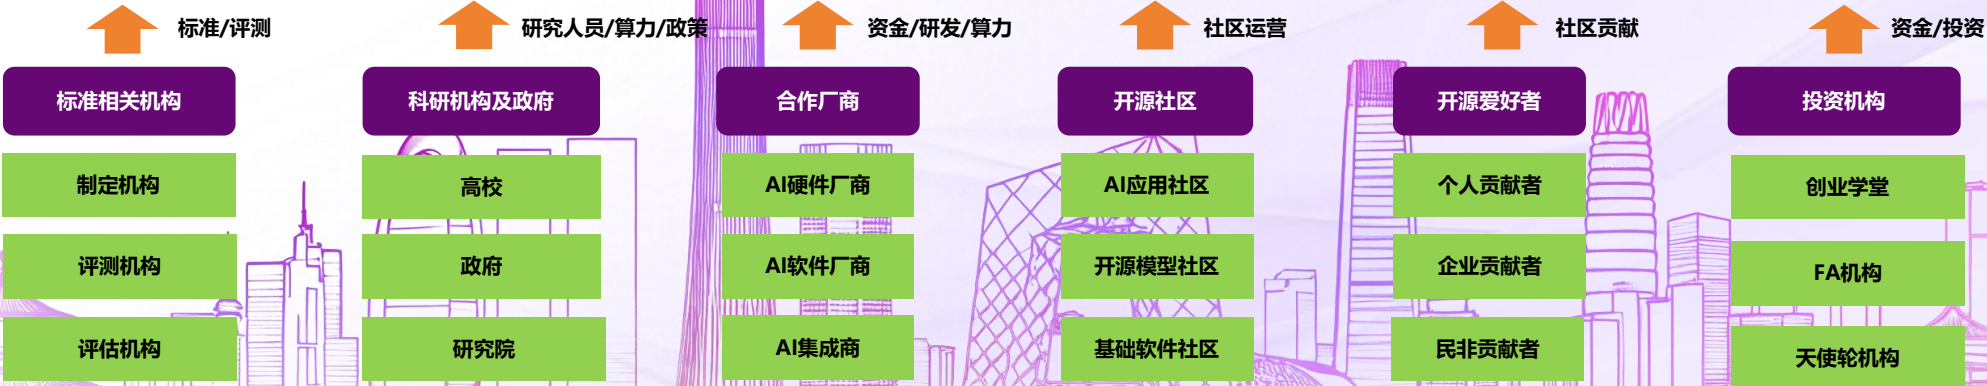 标准/评测
研究人员/算力/政策
资金/研发/算力
社区运营
社区贡献
资金/投资
标准相关机构
科研机构及政府
合作厂商
开源社区
开源爱好者
投资机构
制定机构
高校
AI硬件厂商
AI应用社区
个人贡献者
创业学堂
评测机构
政府
AI软件厂商
开源模型社区
企业贡献者
FA机构
评估机构
研究院
AI集成商
基础软件社区
民非贡献者
天使轮机构